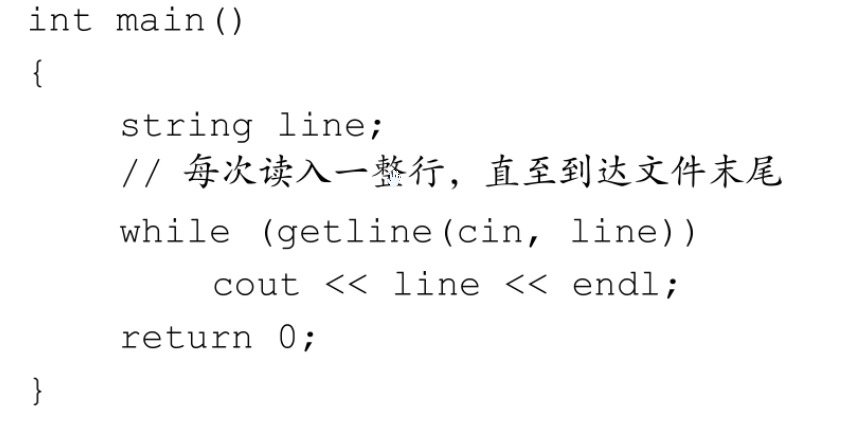 int main()
{
    string line;
    // 每次读入一整行，直至到达文件末尾
    while (getline(cin, line))
        cout << line << endl;
    return 0;
}